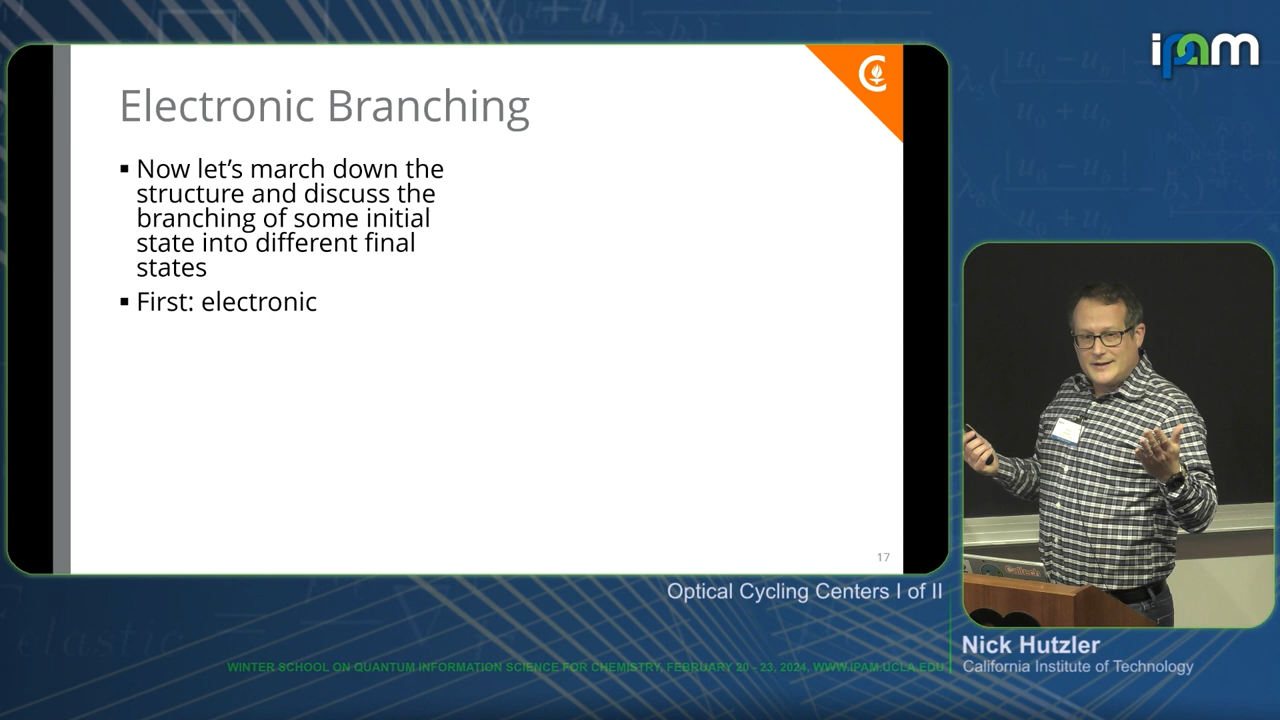 ipam
Electronic Branching
▪ Now let's march down the
structure and discuss the
branching of some initial
state into different final
states
▪ First: electronic
17
Optical Cycling Centers I of II
Caltech
Nick Hutzler
California Institute of Technology
WINTER SCHOOL ON QUANTUM INFORMATION SCIENCE FOR CHEMISTRY, FEBRUARY 20 - 23, 2024, WWW.IPAM.UCLA.EDU
elastic